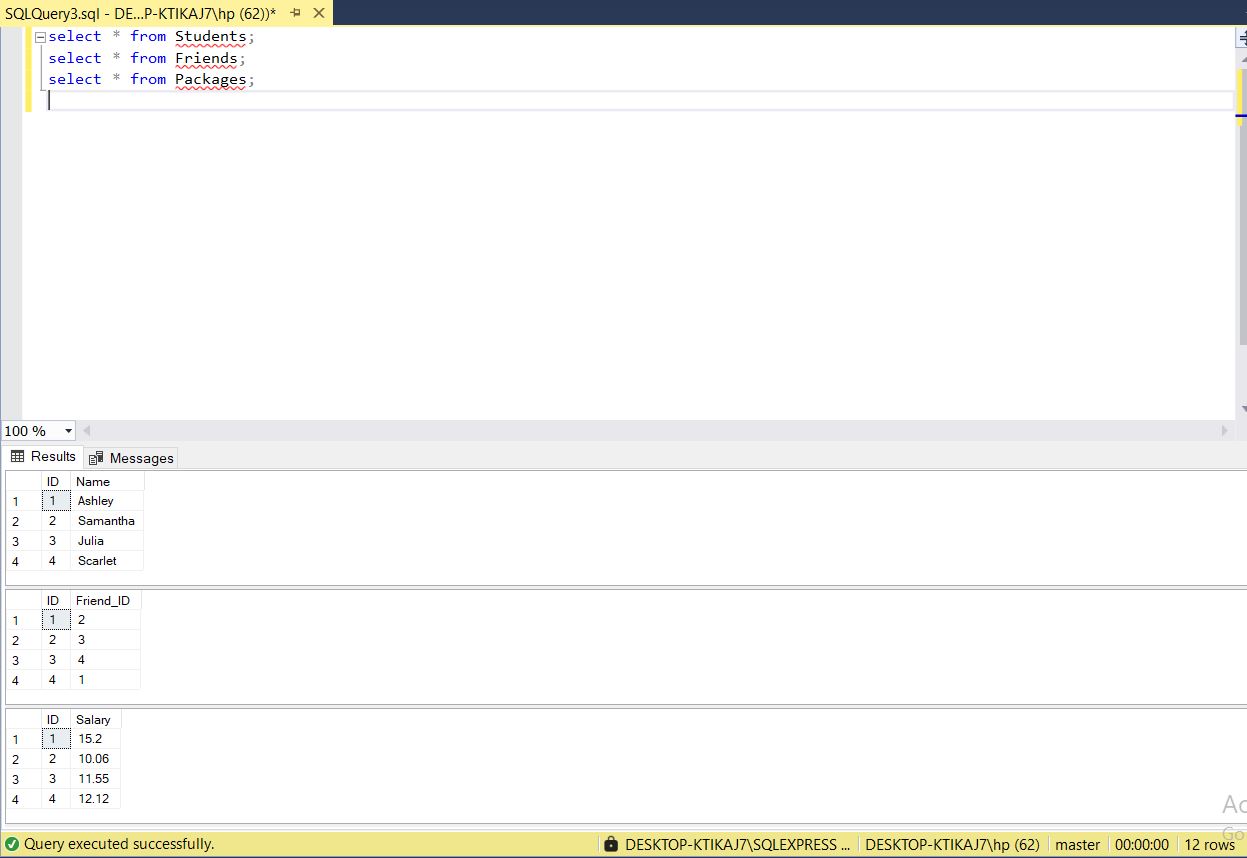 SQLQuery3.sql - DE...P-KTIKAJ7\hp (62))*
select * from Students;
select * from Friends;
select * from Packages;
100 %
Results Messages
ID Name
1 1 Ashley
2 2 Samantha
3 3 Julia
4 4 Scarlet
ID Friend_ID
1 1 2
2 2 3
3 3 4
4 4 1
ID Salary
1 1 15.2
2 2 10.06
3 3 11.55
4 4 12.12
Ac
Go
Query executed successfully. DESKTOP-KTIKAJ7\SQLEXPRESS ... DESKTOP-KTIKAJ7\hp (62) master 00:00:00 12 rows